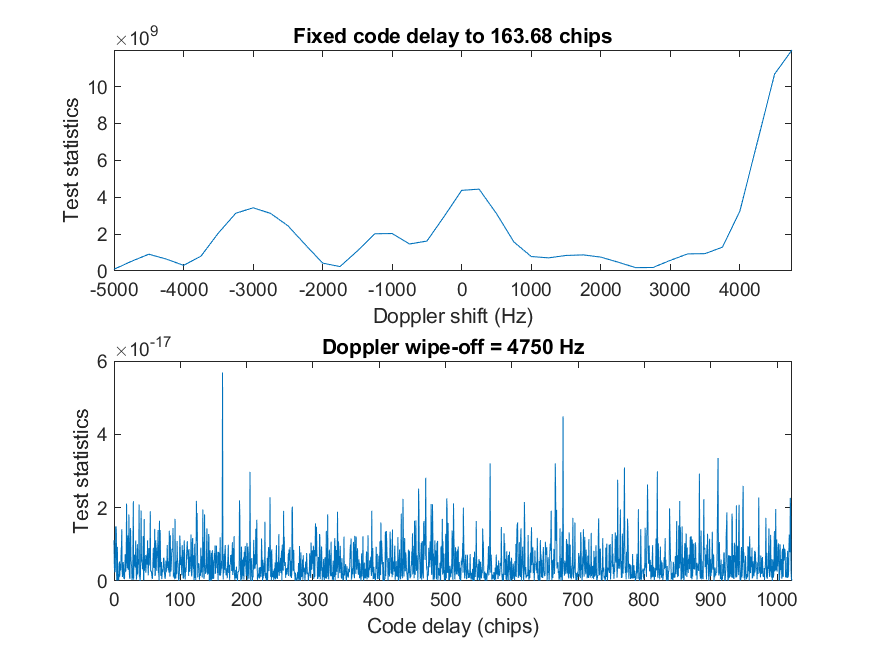 ×10^9
Fixed code delay to 163.68 chips
Test statistics
10
8
6
4
2
0
-5000 -4000 -3000 -2000 -1000 0 1000 2000 3000 4000
Doppler shift (Hz)
×10^-17
Doppler wipe-off = 4750 Hz
Test statistics
6
4
2
0
0 100 200 300 400 500 600 700 800 900 1000
Code delay (chips)